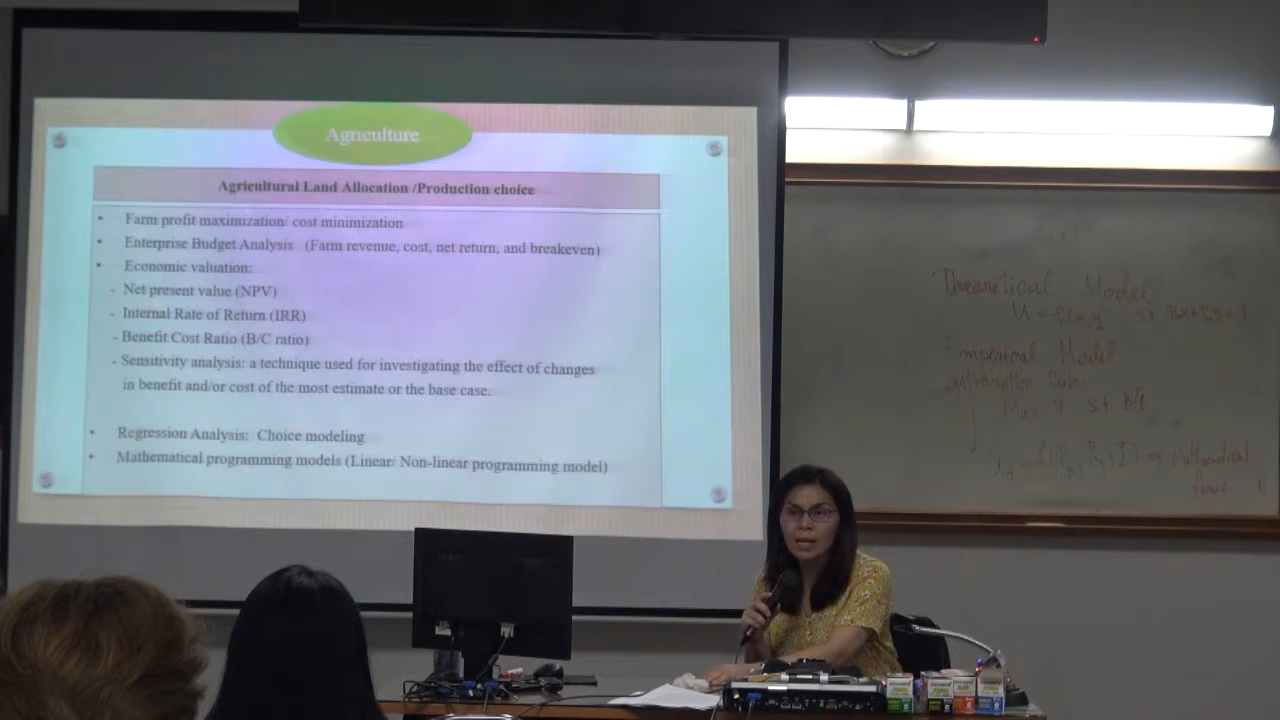 Agriculture
Agricultural Land Allocation /Production choice
• Farm profit maximization/ cost minimization
• Enterprise Budget Analysis (Farm revenue, cost, net return, and breakeven)
• Economic valuation:
- Net present value (NPV)
- Internal Rate of Return (IRR)
- Benefit Cost Ratio (B/C ratio)
- Sensitivity analysis: a technique used for investigating the effect of changes
in benefit and/or cost of the most estimate or the base case.
• Regression Analysis: Choice modeling
• Mathematical programming models (Linear/ Non-linear programming model)
Theoretical Model
Model
Max U s.t B/L
Mathematical